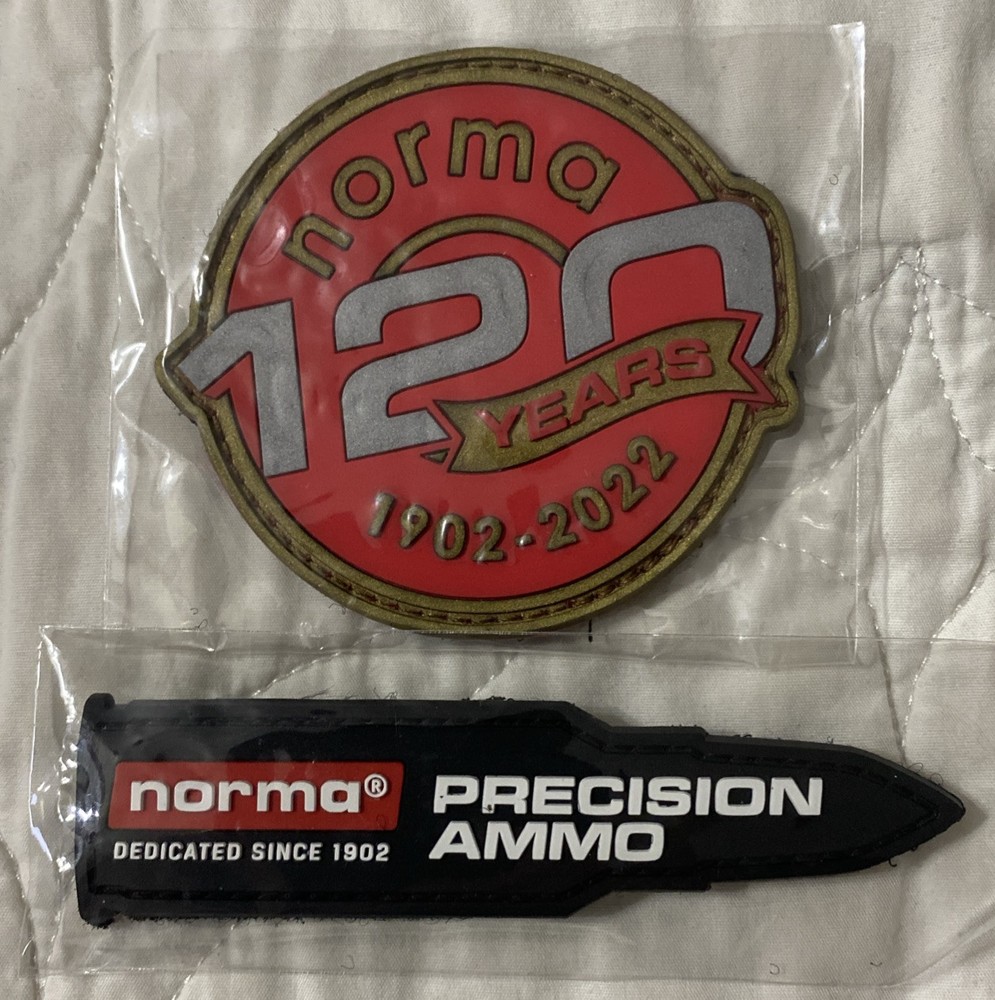 norma
120
YEARS
1902-2022
norma®
DEDICATED SINCE 1902
PRECISION
AMMO